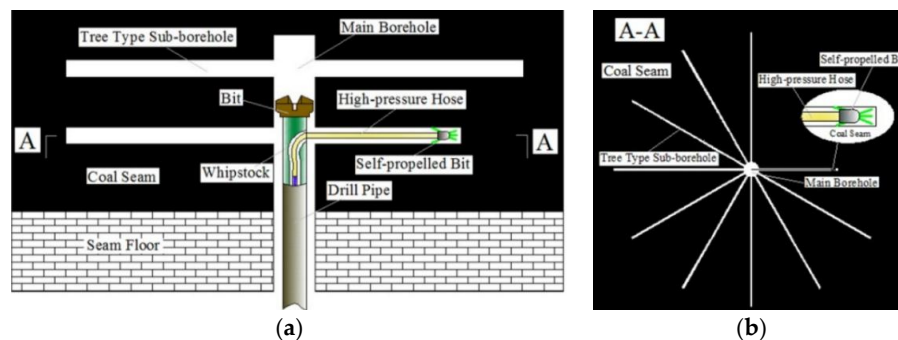 Tree Type Sub-borehole
Main Borehole
Bit
High-pressure Hose
A
A
Self-propelled Bit
Coal Seam
Whipstock
Drill Pipe
Seam Floor
(a)
A-A
Self-propelled B
Coal Seam
High-pressure Hose
Coal Seam
Tree Type Sub-borehole
Main Borehole
(b)